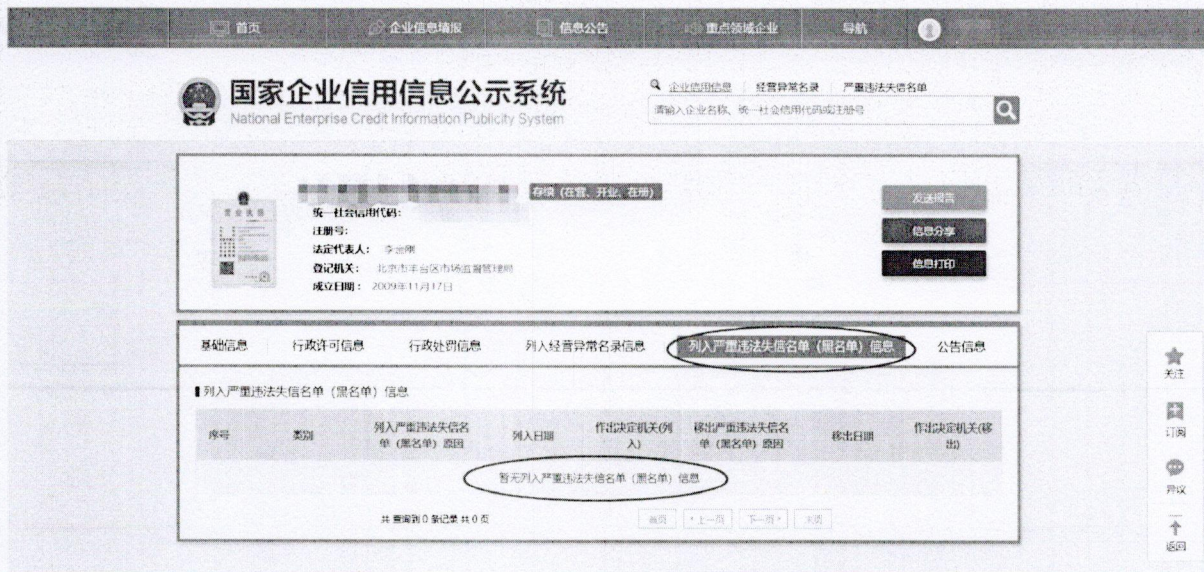 首页 企业信息填报 信息公告 重点领域企业 导航
国家企业信用信息公示系统
National Enterprise Credit Information Publicity System
企业信用信息 经营异常名录 严重违法失信名单
请输入企业名称、统一社会信用代码或注册号
存续（在营、开业、在册）
统一社会信用代码：
注册号：
法定代表人： 李金刚
登记机关： 北京市丰台区市场监督管理局
成立日期： 2009年11月17日
发送报告
信息分享
信息打印
基础信息 行政许可信息 行政处罚信息 列入经营异常名录信息 列入严重违法失信名单（黑名单）信息 公告信息
列入严重违法失信名单（黑名单）信息
序号 类别 列入严重违法失信名单（黑名单）原因 列入日期 作出决定机关(列入) 移出严重违法失信名单（黑名单）原因 移出日期 作出决定机关(移出)
暂无列入严重违法失信名单（黑名单）信息
共 查询到 0 条记录 共 0 页
首页 上一页 下一页 末页
关注
订阅
异议
返回